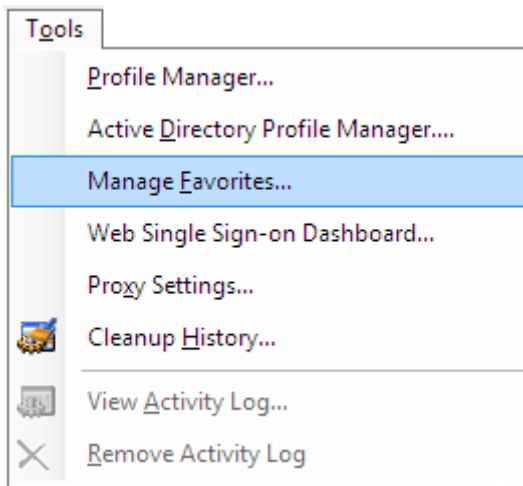 Tools
Profile Manager...
Active Directory Profile Manager....
Manage Favorites...
Web Single Sign-on Dashboard...
Proxy Settings...
Cleanup History...
View Activity Log...
Remove Activity Log